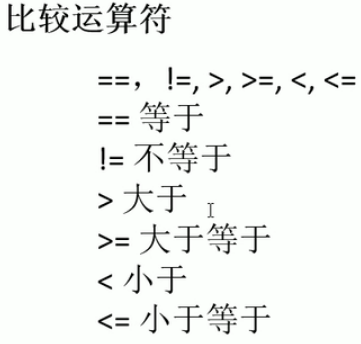 比较运算符
==，!=, >, >=, <, <=
== 等于
!= 不等于
> 大于
>= 大于等于
< 小于
<= 小于等于